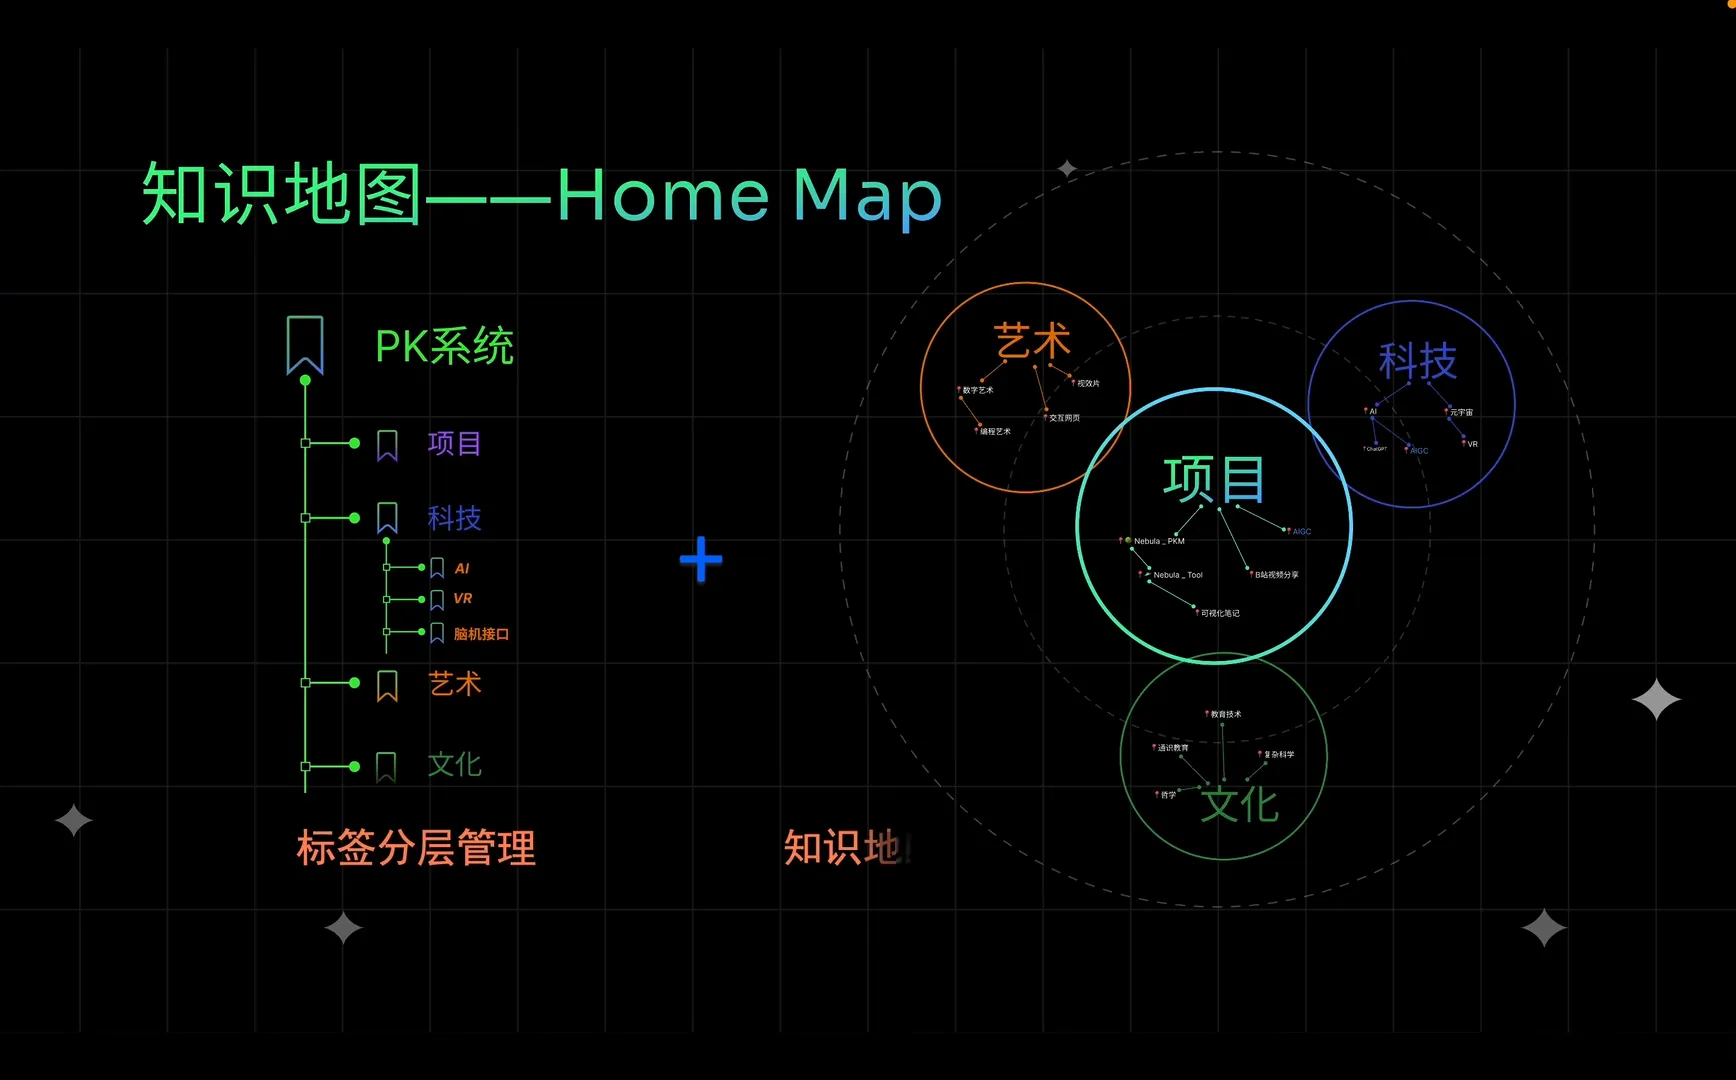 知识地图——Home Map
PK系统
项目
科技
AI
VR
脑机接口
艺术
文化
标签分层管理
知识地
艺术
数字艺术
视效片
交互网页
编程艺术
科技
AI
元宇宙
ChatGPT
AIGC
VR
项目
AIGC
Nebula _ PKM
Nebula _ Tool
B站视频分享
可视化笔记
教育技术
通识教育
复杂科学
哲学
文化